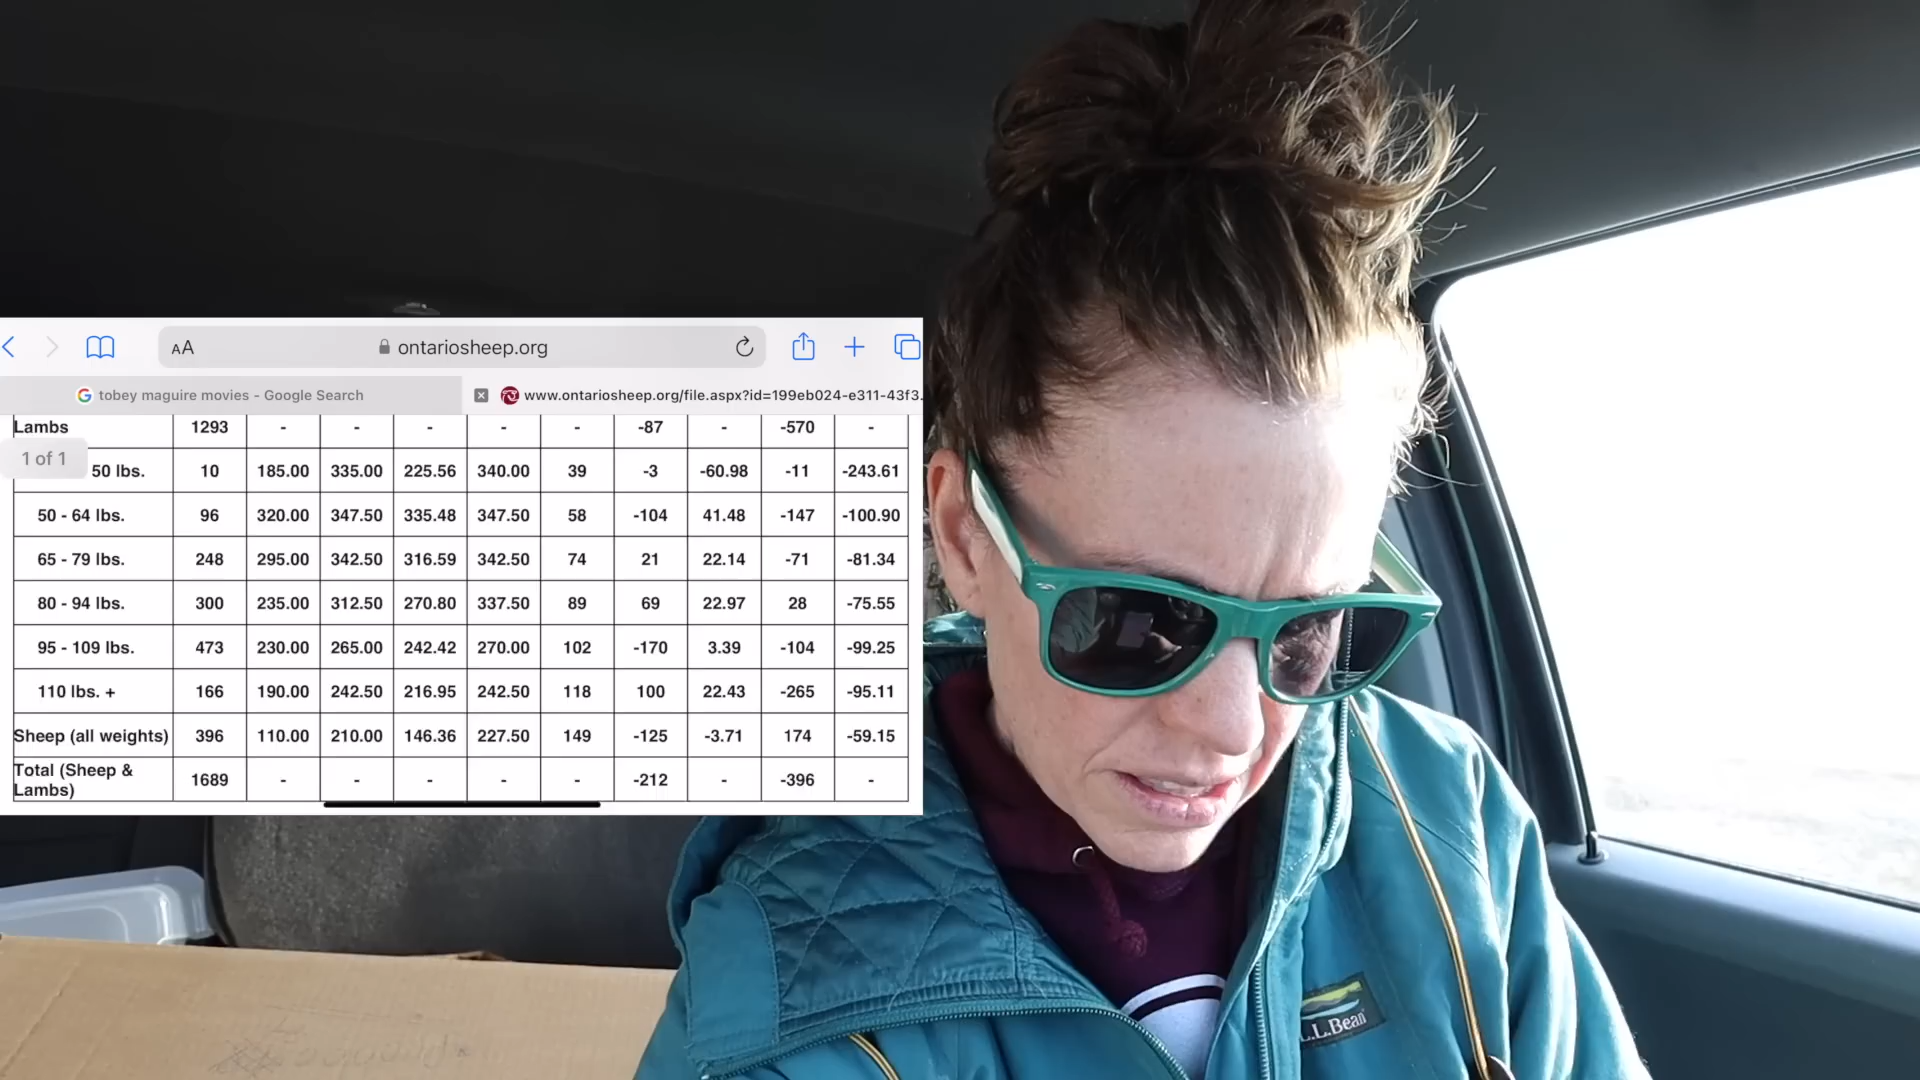 AA ontariosheep.org
tobey maguire movies - Google Search www.ontariosheep.org/file.aspx?id=199eb024-e311-43f3.
Lambs 1293 - - - - - -87 - -570 -
1 of 1
50 lbs. 10 185.00 335.00 225.56 340.00 39 -3 -60.98 -11 -243.61
50 - 64 lbs. 96 320.00 347.50 335.48 347.50 58 -104 41.48 -147 -100.90
65 - 79 lbs. 248 295.00 342.50 316.59 342.50 74 21 22.14 -71 -81.34
80 - 94 lbs. 300 235.00 312.50 270.80 337.50 89 69 22.97 28 -75.55
95 - 109 lbs. 473 230.00 265.00 242.42 270.00 102 -170 3.39 -104 -99.25
110 lbs. + 166 190.00 242.50 216.95 242.50 118 100 22.43 -265 -95.11
Sheep (all weights) 396 110.00 210.00 146.36 227.50 149 -125 -3.71 174 -59.15
Total (Sheep &
Lambs) 1689 - - - - - -212 - -396 -
L.L.Bean